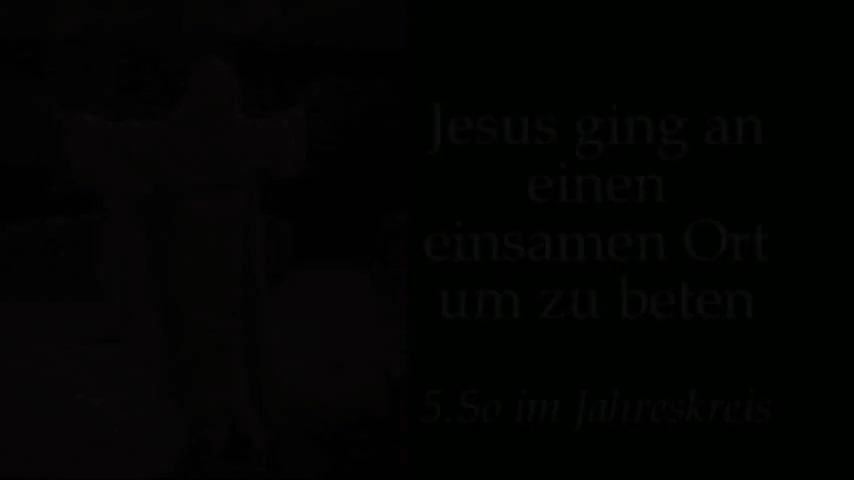 Jesus ging an
einen
einsamen Ort
um zu beten
5.So im Jahreskreis